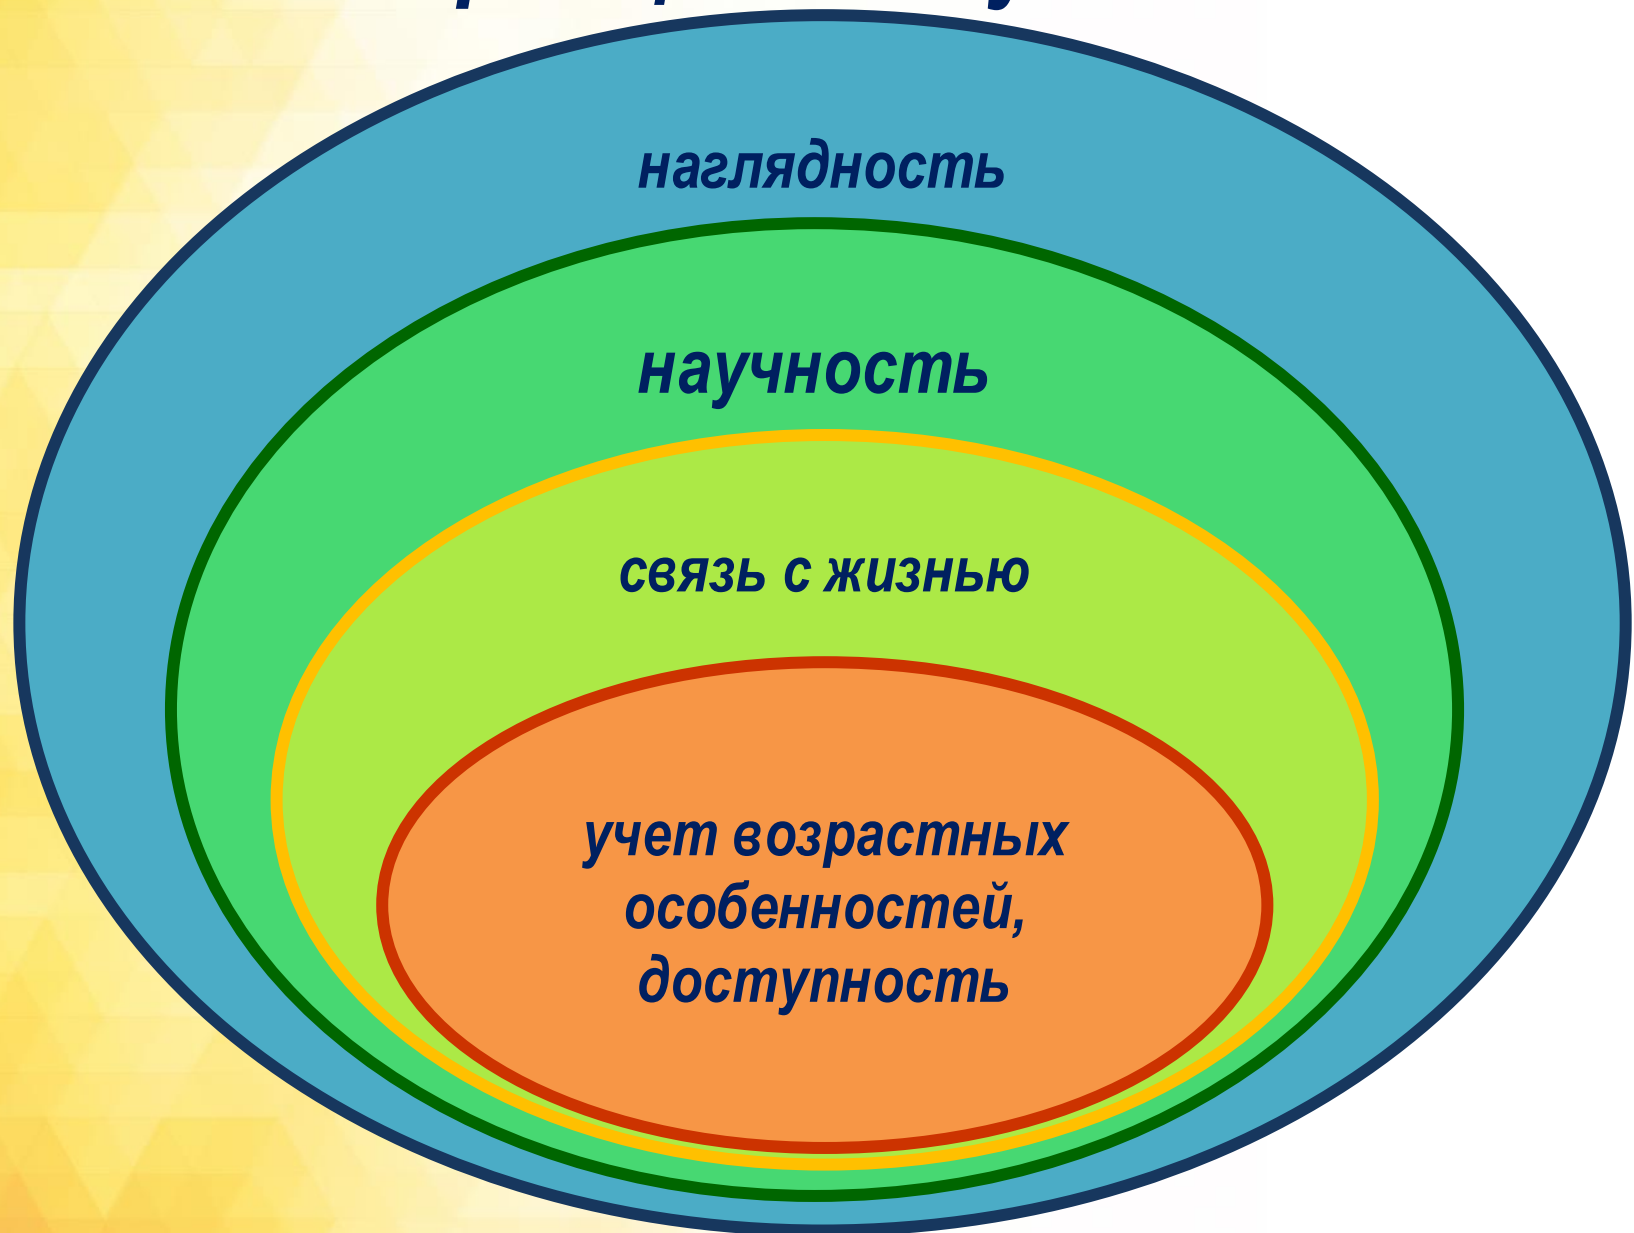 наглядность
научность
связь с жизнью
учет возрастных
особенностей,
доступность